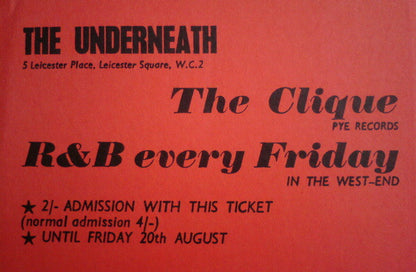 THE UNDERNEATH
5 Leicester Place, Leicester Square, W.C.2
The Clique
PYE RECORDS
R&B every Friday
IN THE WEST-END
★ 2/- ADMISSION WITH THIS TICKET
(normal admission 4/-)
★ UNTIL FRIDAY 20th AUGUST